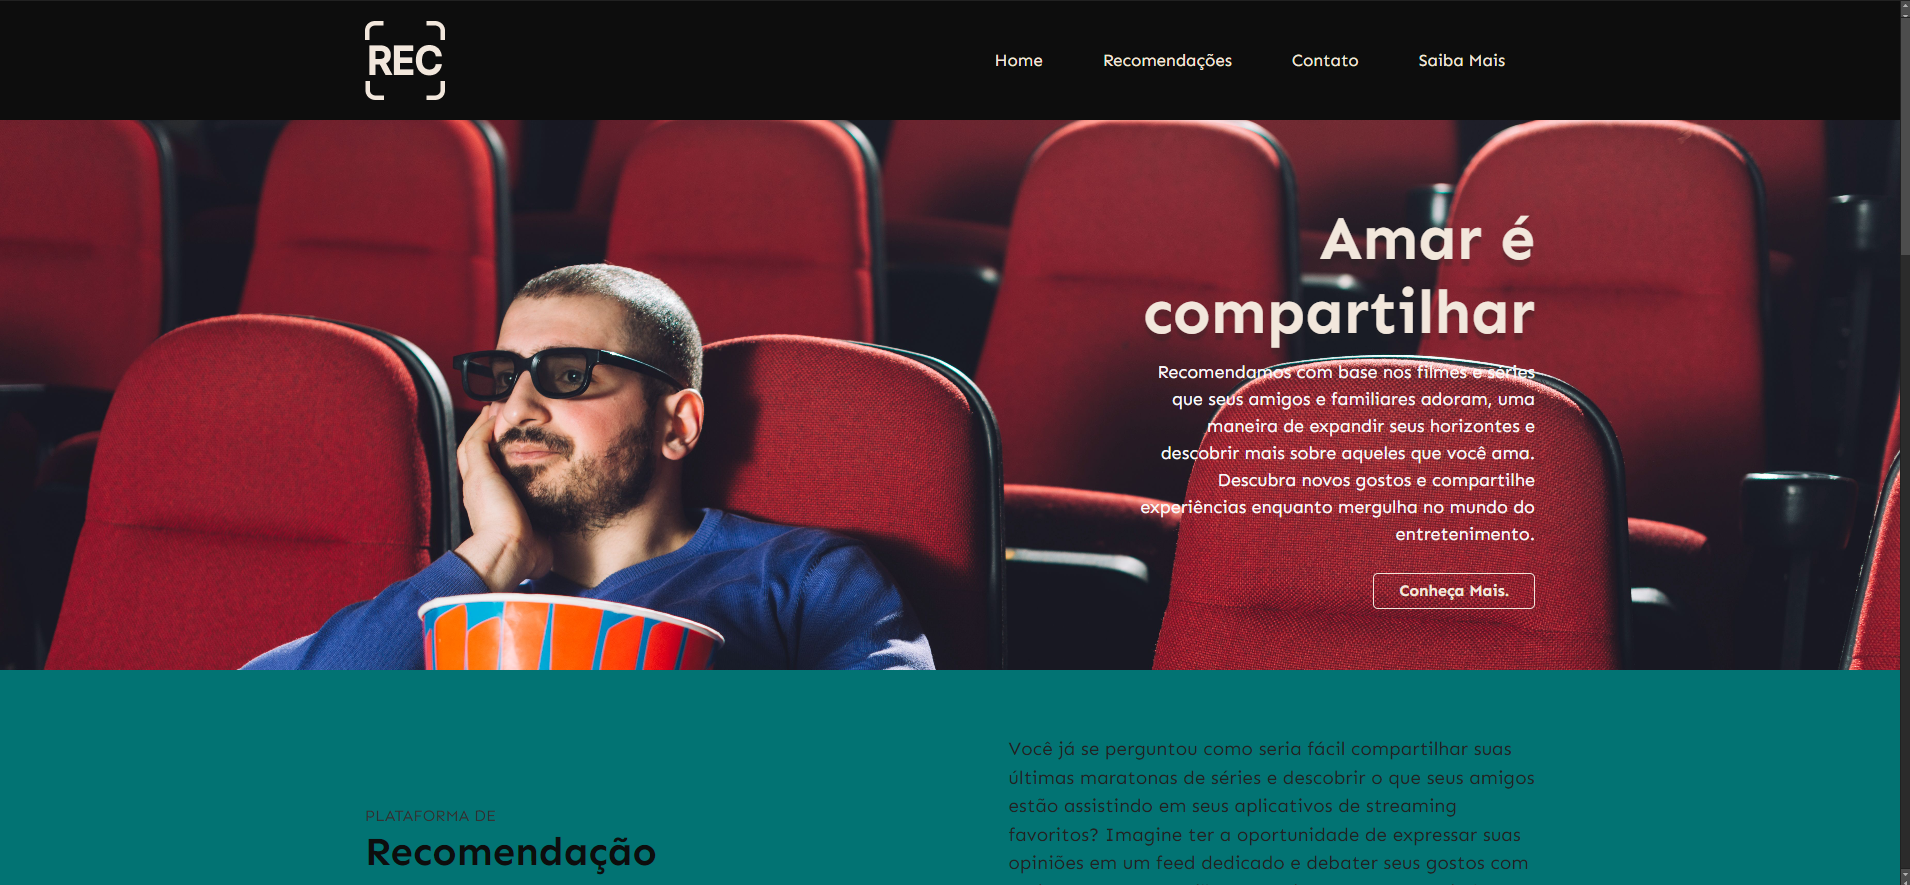 REC
Home
Recomendações
Contato
Saiba Mais
Amar é
compartilhar
Recomendamos com base nos filmes e séries
que seus amigos e familiares adoram, uma
maneira de expandir seus horizontes e
descobrir mais sobre aqueles que você ama.
Descubra novos gostos e compartilhe
experiências enquanto mergulha no mundo do
entretenimento.
Conheça Mais.
PLATAFORMA DE
Recomendação
Você já se perguntou como seria fácil compartilhar suas
últimas maratonas de séries e descobrir o que seus amigos
estão assistindo em seus aplicativos de streaming
favoritos? Imagine ter a oportunidade de expressar suas
opiniões em um feed dedicado e debater seus gostos com